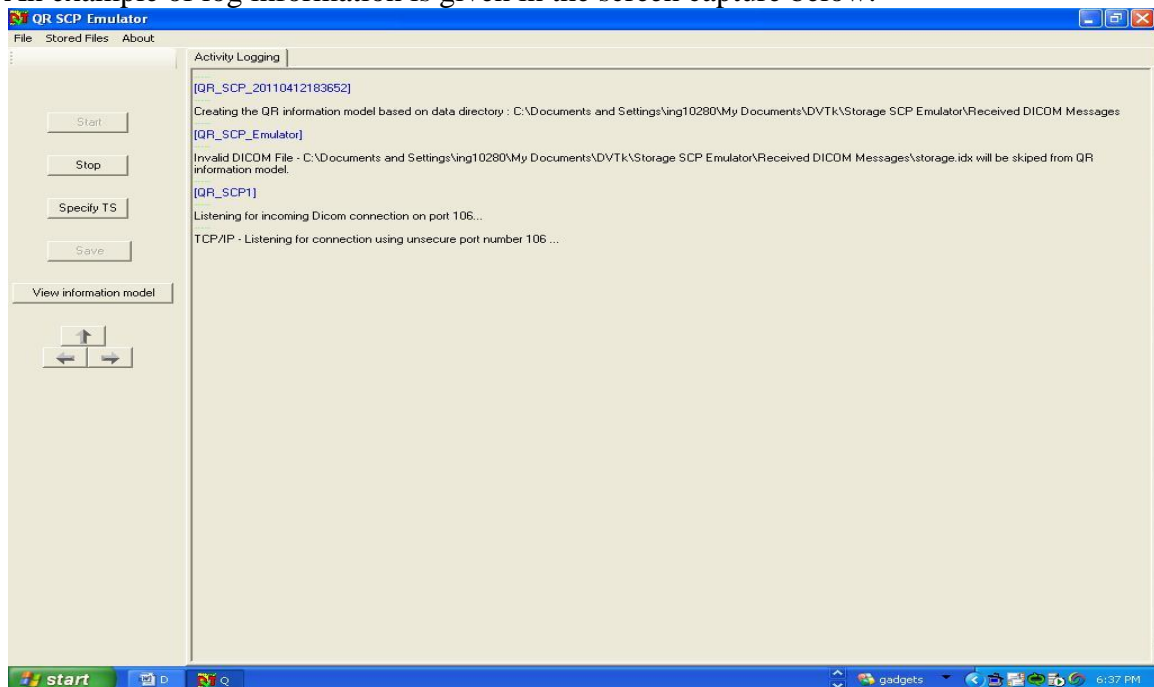 An example of log information is given in the screen capture below.
QR SCP Emulator
File Stored Files About
Activity Logging
[QR_SCP_20110412183652]
Creating the QR information model based on data directory : C:\Documents and Settings\ing10280\My Documents\DVTk\Storage SCP Emulator\Received DICOM Messages
[QR_SCP_Emulator]
Invalid DICOM File - C:\Documents and Settings\ing10280\My Documents\DVTk\Storage SCP Emulator\Received DICOM Messages\storage.idx will be skiped from QR
information model.
[QR_SCP1]
Listening for incoming Dicom connection on port 106...
TCP/IP - Listening for connection using unsecure port number 106 ...
Start
Stop
Specify TS
Save
View information model
start
D
Q
gadgets
6:37 PM